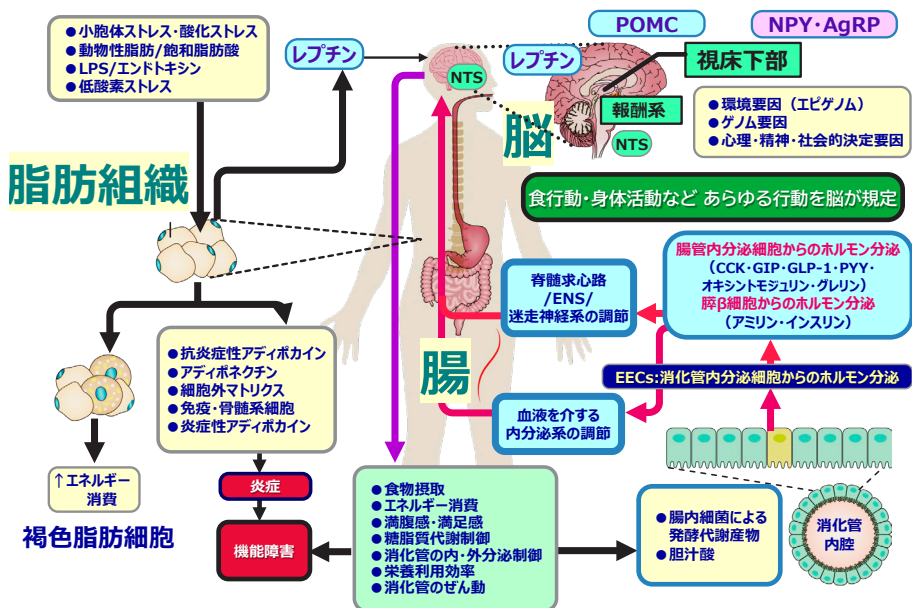 ●小胞体ストレス・酸化ストレス
●動物性脂肪/飽和脂肪酸
●LPS/エンドトキシン
●低酸素ストレス
レプチン
NTS
POMC
NPY・AgRP
レプチン
視床下部
報酬系
NTS
脳
●環境要因（エピゲノム）
●ゲノム要因
●心理・精神・社会的決定要因
脂肪組織
食行動・身体活動など あらゆる行動を脳が規定
腸管内分泌細胞からのホルモン分泌
（CCK・GIP・GLP-1・PYY・
オキシントモジュリン・グレリン）
膵β細胞からのホルモン分泌
（アミリン・インスリン）
脊髄求心路
/ENS/
迷走神経系の調節
腸
EECs:消化管内分泌細胞からのホルモン分泌
血液を介する
内分泌系の調節
●抗炎症性アディポカイン
●アディポネクチン
●細胞外マトリクス
●免疫・骨髄系細胞
●炎症性アディポカイン
↑エネルギー
消費
褐色脂肪細胞
炎症
機能障害
●食物摂取
●エネルギー消費
●満腹感・満足感
●糖脂質代謝制御
●消化管の内・外分泌制御
●栄養利用効率
●消化管のぜん動
●腸内細菌による
発酵代謝産物
●胆汁酸
消化管
内腔